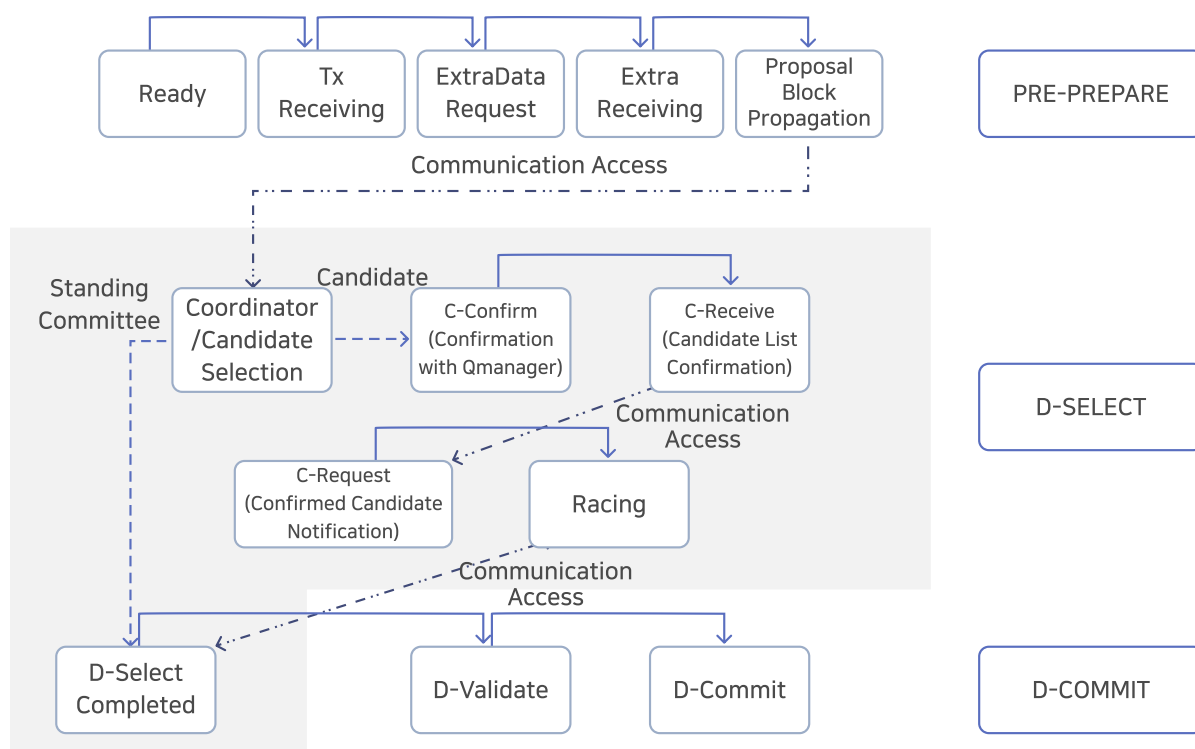 Ready
Tx
Receiving
ExtraData
Request
Extra
Receiving
Proposal
Block
Propagation
PRE-PREPARE
Communication Access
Standing
Committee
Coordinator
/Candidate
Selection
Candidate
C-Confirm
(Confirmation
with Qmanager)
C-Receive
(Candidate List
Confirmation)
D-SELECT
Communication
Access
C-Request
(Confirmed Candidate
Notification)
Racing
Communication
Access
D-Select
Completed
D-Validate
D-Commit
D-COMMIT